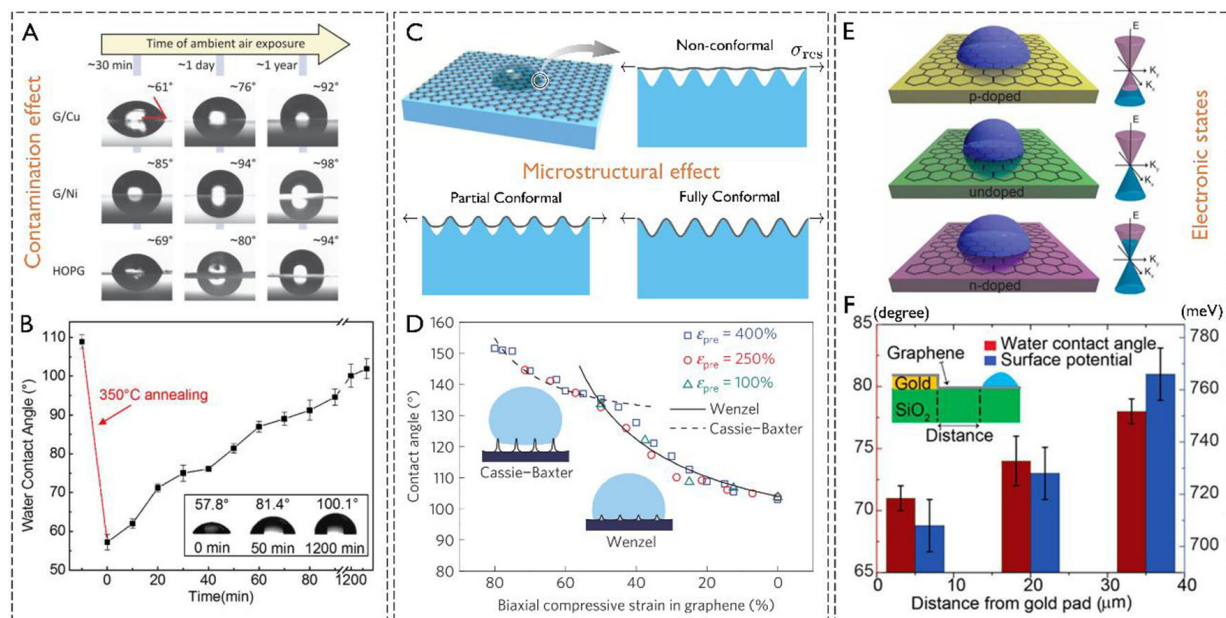 A
Time of ambient air exposure
~30 min
~1 day
~1 year
Contamination effect
G/Cu
~61°
~76°
~92°
G/Ni
~85°
~94°
~98°
HOPG
~69°
~80°
~94°
B
110
100
90
80
70
60
50
Water Contact Angle (°)
350°C annealing
57.8°
81.4°
100.1°
0 min
50 min
1200 min
0
20
40
60
80
1200
Time(min)
C
Non-conformal
σres
Microstructural effect
Partial Conformal
Fully Conformal
D
160
150
140
130
120
110
100
90
80
Contact angle (°)
εpre = 400%
εpre = 250%
εpre = 100%
Wenzel
Cassie–Baxter
Cassie–Baxter
Wenzel
80
60
40
20
0
Biaxial compressive strain in graphene (%)
E
p-doped
E
Ky
Kx
undoped
E
Ky
Kx
n-doped
E
Ky
Kx
Electronic states
F
(degree)
(meV)
85
80
75
70
65
Water contact angle
Surface potential
Graphene
Gold
SiO2
Distance
780
760
740
720
700
0
10
20
30
40
Distance from gold pad (μm)